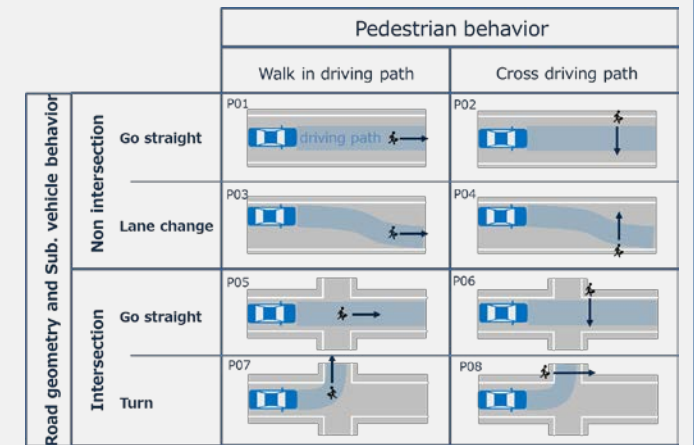 Pedestrian behavior
Walk in driving path
Cross driving path
Road geometry and Sub. vehicle behavior
Non intersection
Go straight
P01
driving path
P02
Lane change
P03
P04
Intersection
Go straight
P05
P06
Turn
P07
P08